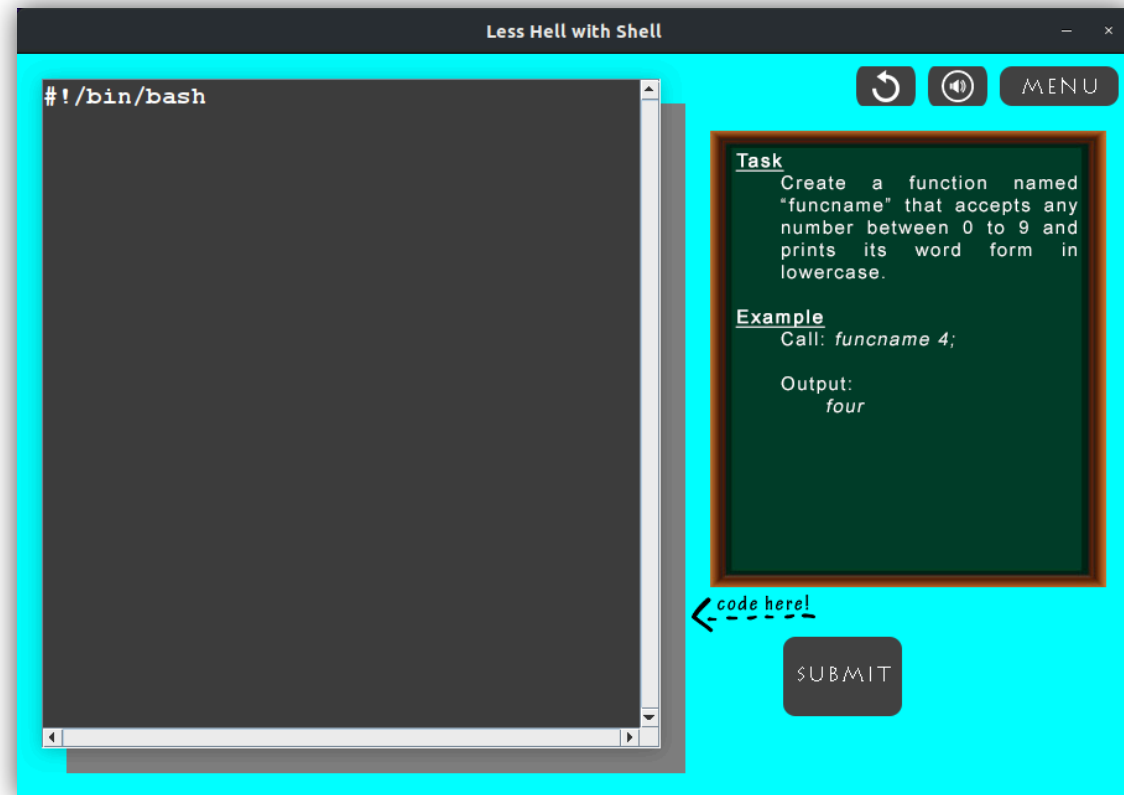 Less Hell with Shell
#!/bin/bash
MENU
Task
Create a function named
“funcname” that accepts any
number between 0 to 9 and
prints its word form in
lowercase.
Example
Call: funcname 4;
Output:
four
code here!
SUBMIT